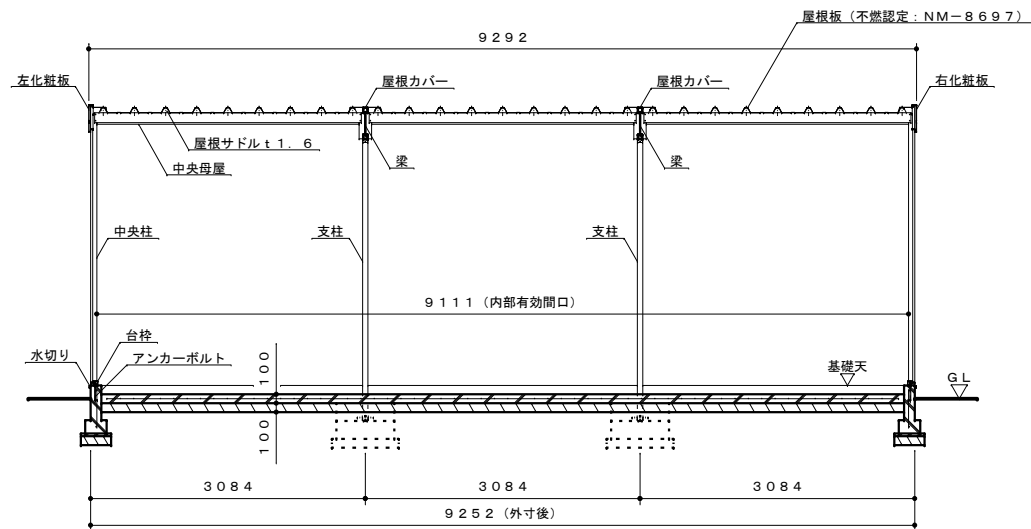 屋根板（不燃認定：ＮＭ－８６９７）
９２９２
左化粧板
屋根カバー
屋根カバー
右化粧板
屋根サドルｔ１．６
中央母屋
梁
梁
中央柱
支柱
支柱
９１１１（内部有効間口）
台枠
水切り
アンカーボルト
１００
基礎天
ＧＬ
１００
３０８４
３０８４
３０８４
９２５２（外寸後）